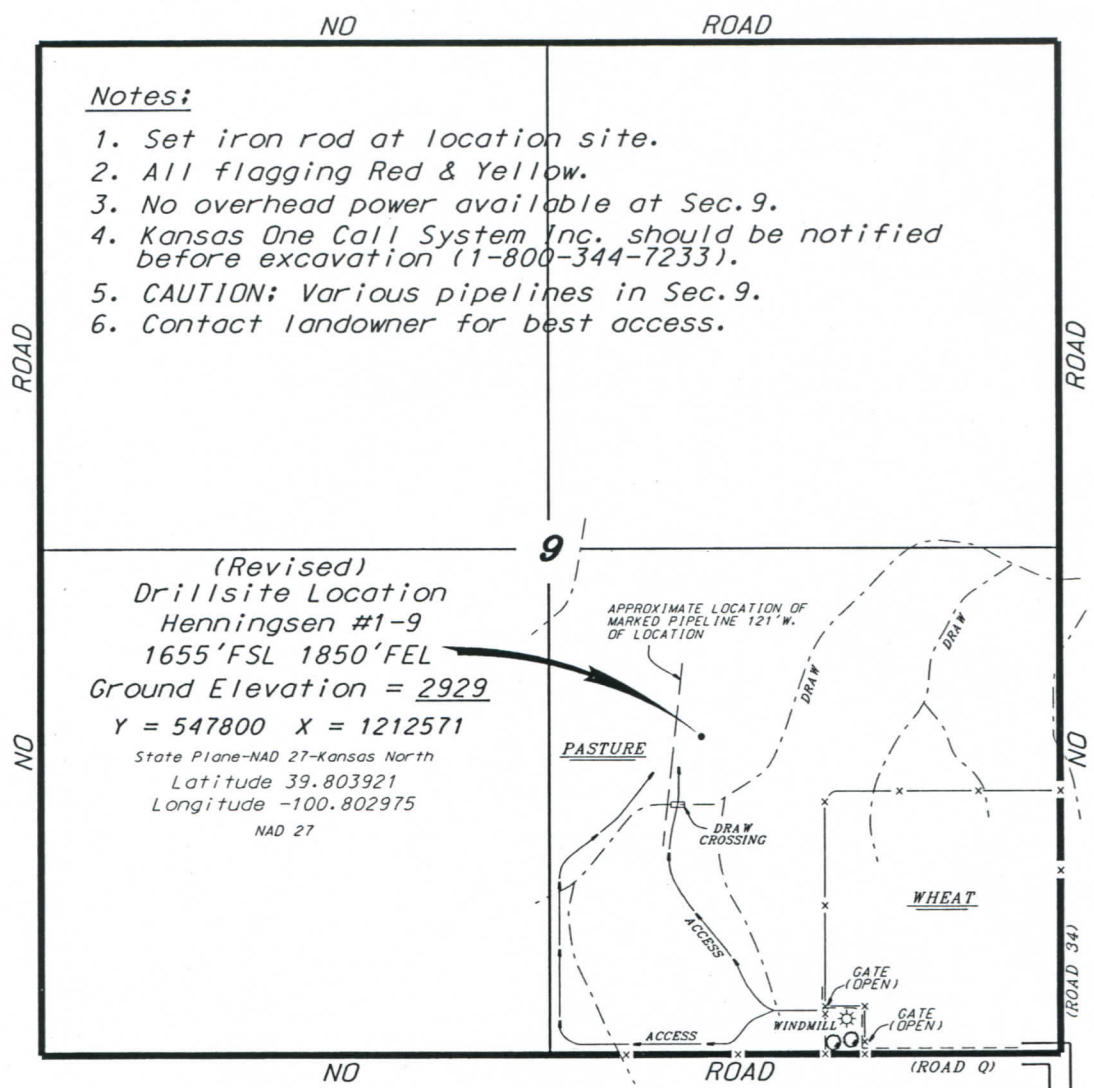 NO ROAD
Notes:
1. Set iron rod at location site.
2. All flagging Red & Yellow.
3. No overhead power available at Sec.9.
4. Kansas One Call System Inc. should be notified
before excavation (1-800-344-7233).
5. CAUTION: Various pipelines in Sec.9.
6. Contact landowner for best access.
ROAD
ROAD
9
(Revised)
Drillsite Location
Henningsen #1-9
1655'FSL 1850'FEL
Ground Elevation = 2929
Y = 547800 X = 1212571
State Plane-NAD 27-Kansas North
Latitude 39.803921
Longitude -100.802975
NAD 27
APPROXIMATE LOCATION OF
MARKED PIPELINE 121'W.
OF LOCATION
DRAW
DRAW
NO
PASTURE
NO
DRAW
CROSSING
WHEAT
ACCESS
(ROAD 34)
GATE
(OPEN)
WINDMILL
GATE
(OPEN)
ACCESS
NO ROAD
(ROAD Q)